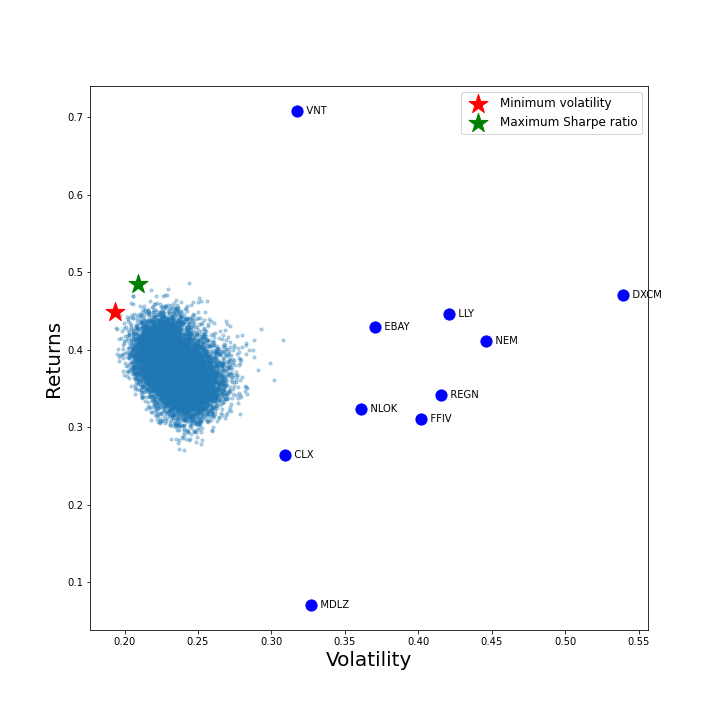 Minimum volatility
Maximum Sharpe ratio
0.7
VNT
0.6
0.5
DXCM
LLY
EBAY
NEM
0.4
REGN
NLOK
FFIV
0.3
CLX
0.2
0.1
MDLZ
Returns
0.20 0.25 0.30 0.35 0.40 0.45 0.50 0.55
Volatility